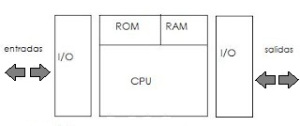 ROM RAM
entradas I/O I/O salidas
CPU